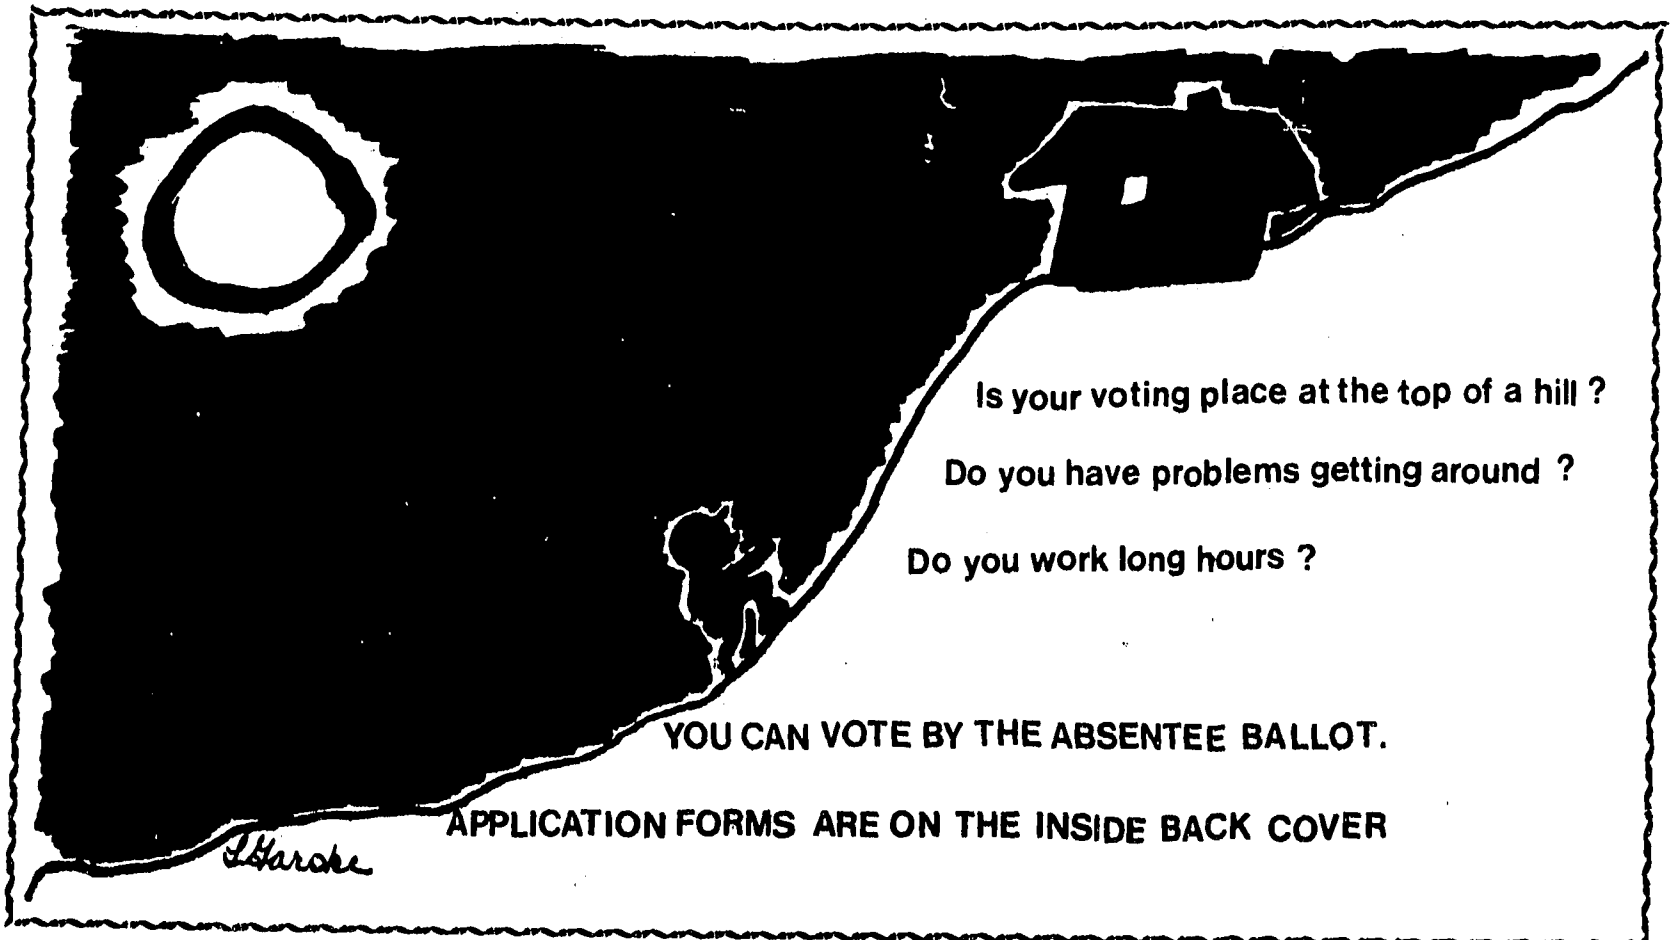 Is your voting place at the top of a hill ?
Do you have problems getting around ?
Do you work long hours ?
YOU CAN VOTE BY THE ABSENTEE BALLOT.
APPLICATION FORMS ARE ON THE INSIDE BACK COVER